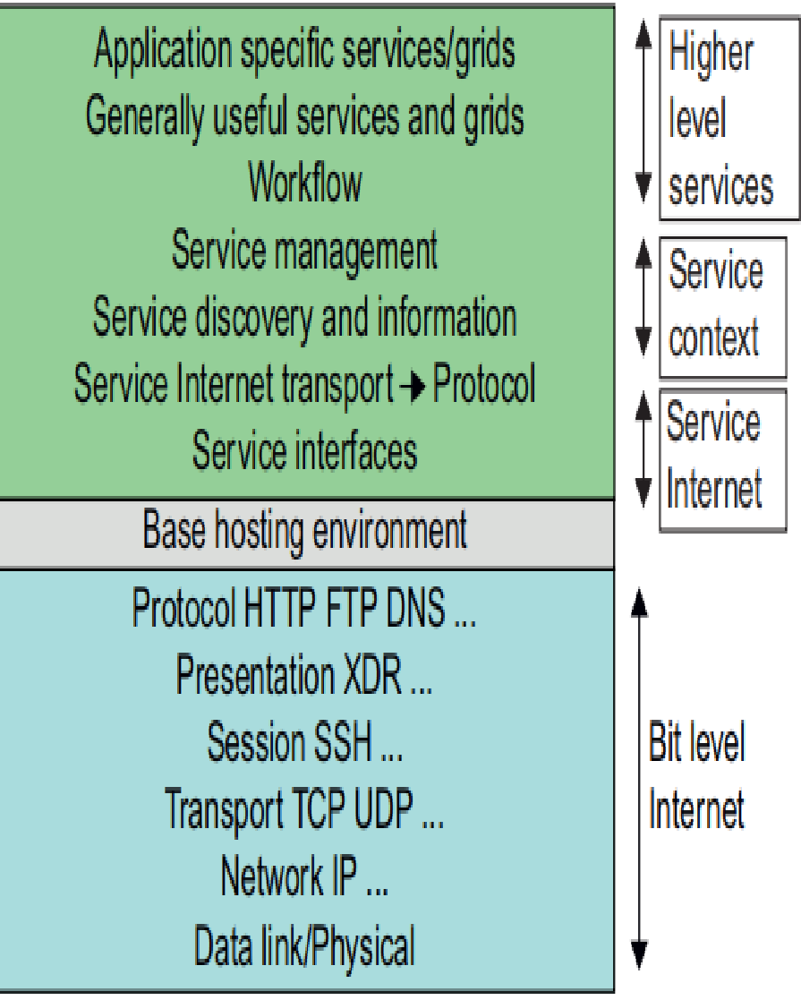 Application specific services/grids
Generally useful services and grids
Workflow
Service management
Service discovery and information
Service Internet transport → Protocol
Service interfaces
Base hosting environment
Protocol HTTP FTP DNS ...
Presentation XDR ...
Session SSH ...
Transport TCP UDP ...
Network IP ...
Data link/Physical
Higher
level
services
Service
context
Service
Internet
Bit level
Internet